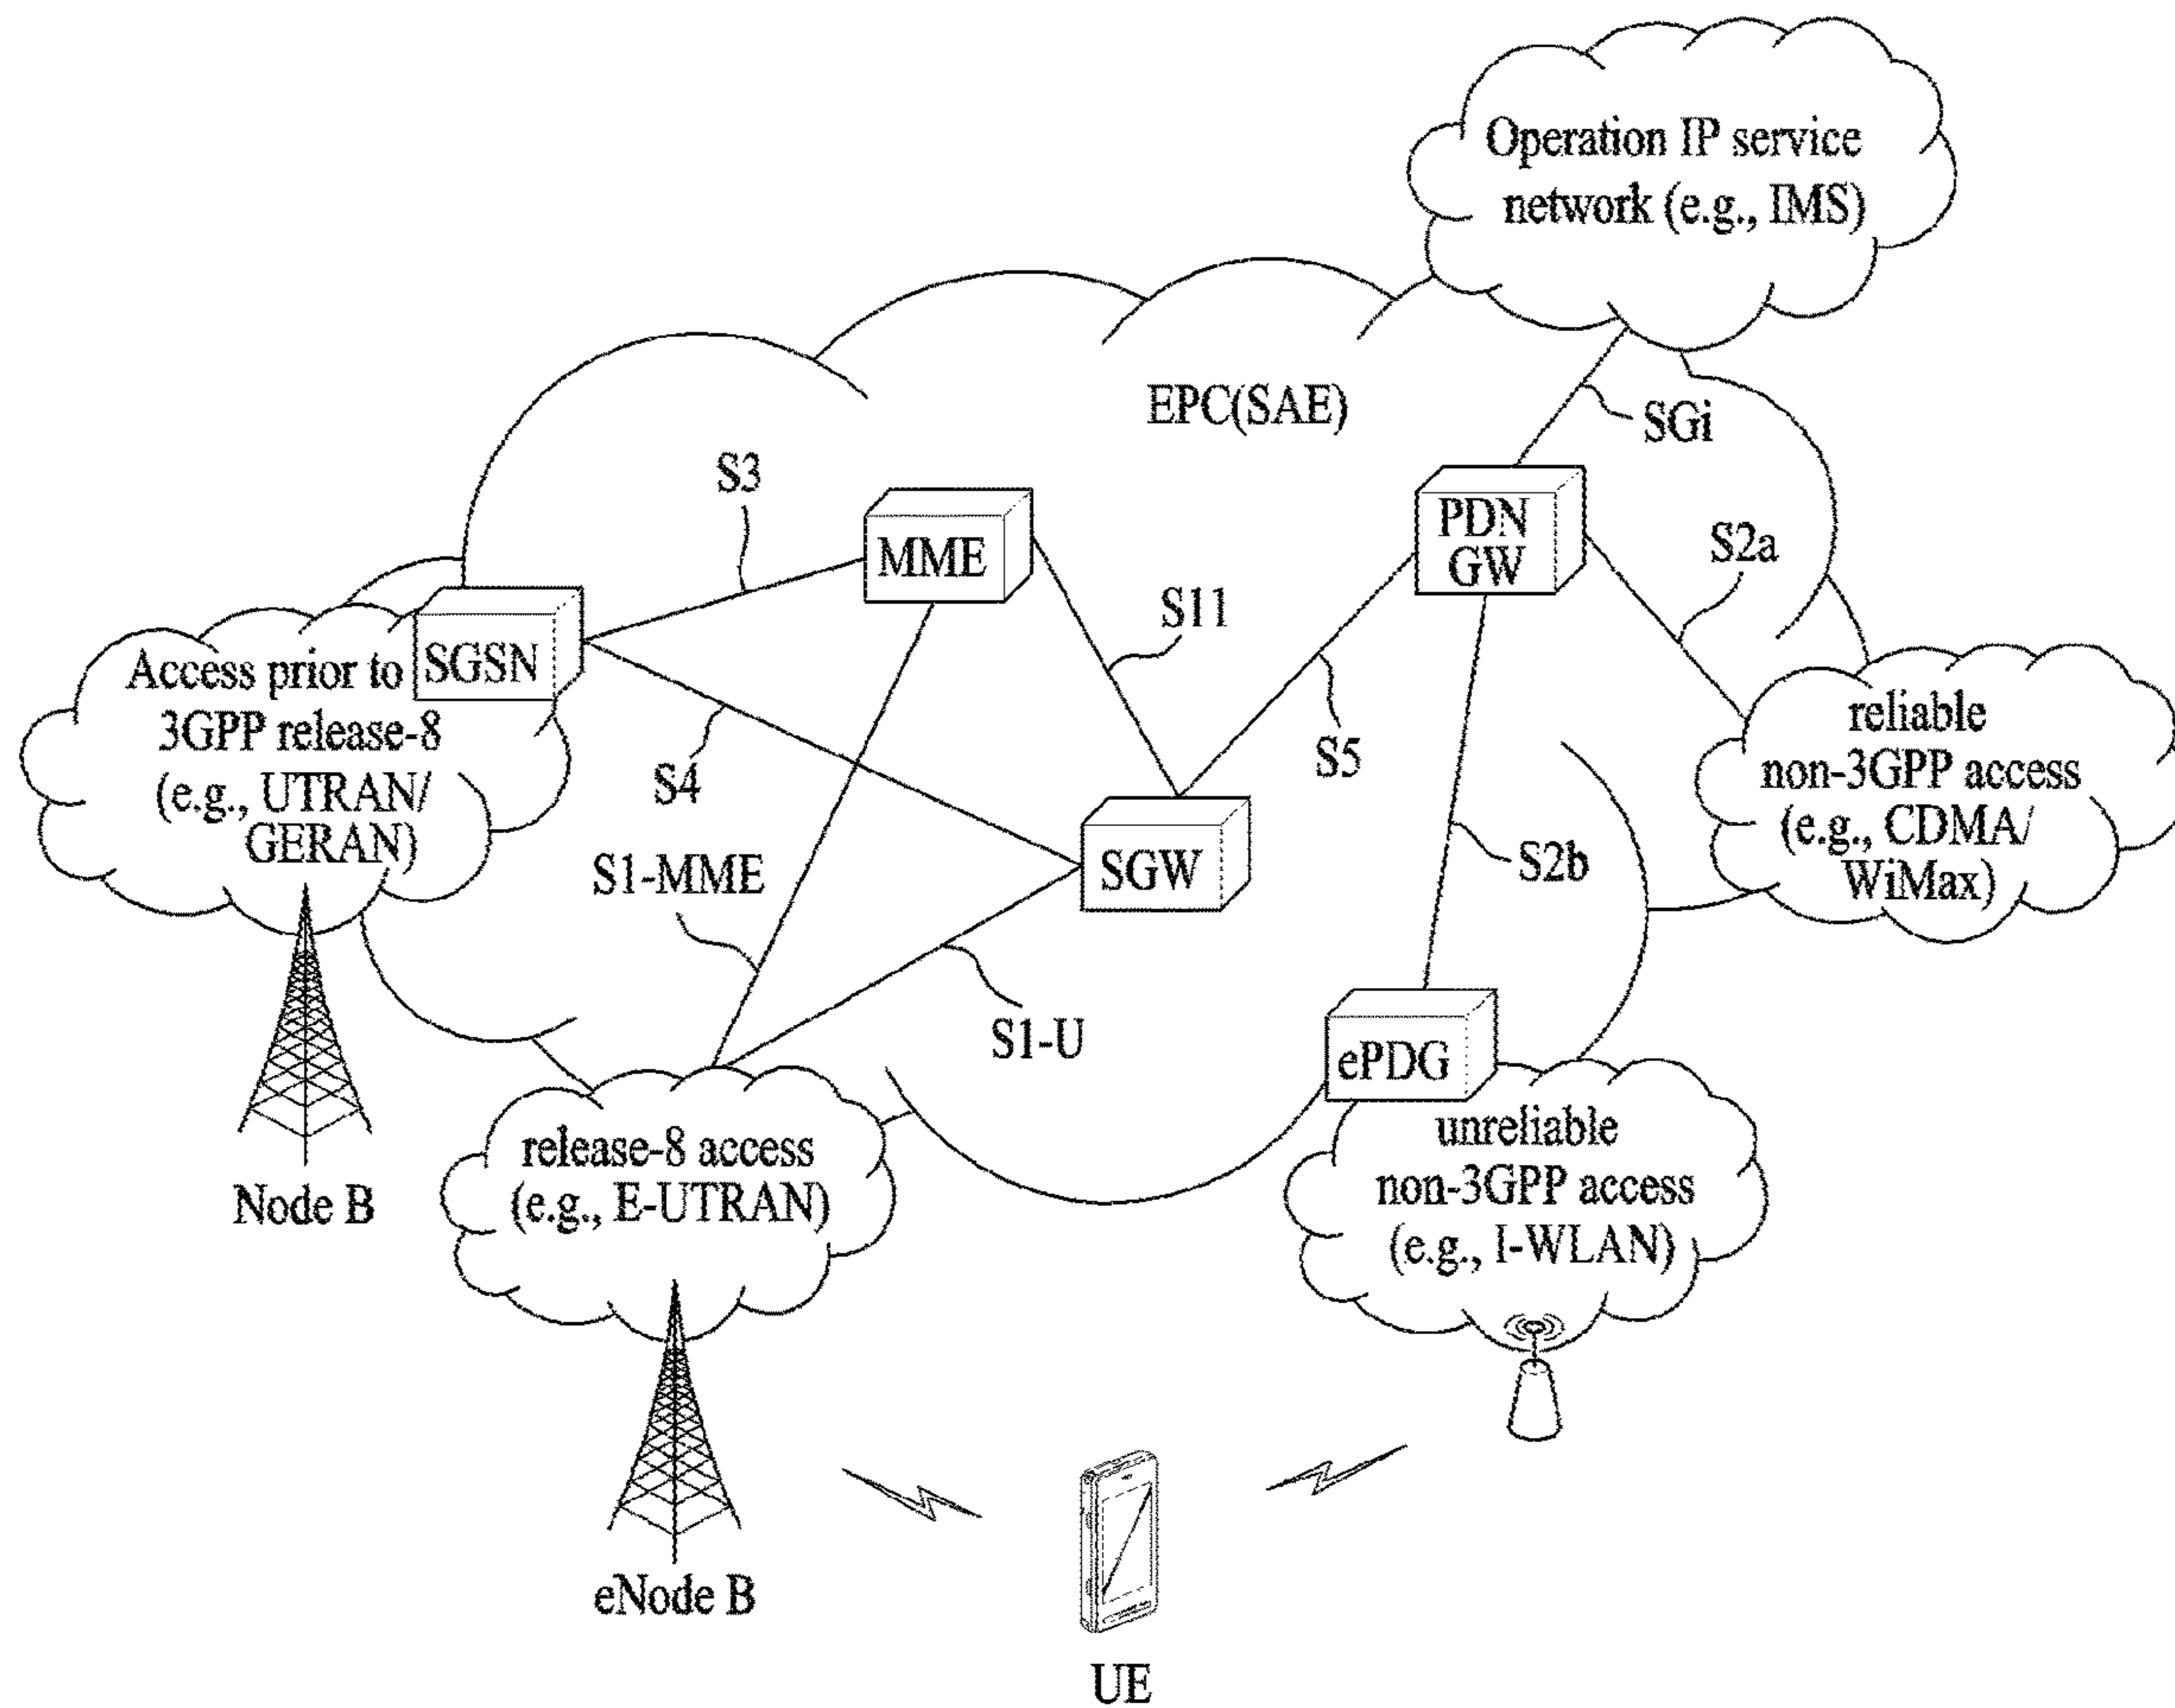 Operation IP service
network (e.g., IMS)
EPC(SAE)
SGi
S3
MME
PDN
GW
S2a
S11
SGSN
Access prior to
3GPP release-8
(e.g., UTRAN/
GERAN)
S4
S5
reliable
non-3GPP access
(e.g., CDMA/
WiMax)
S1-MME
SGW
S2b
S1-U
ePDG
unreliable
non-3GPP access
(e.g., I-WLAN)
release-8 access
(e.g., E-UTRAN)
Node B
eNode B
UE